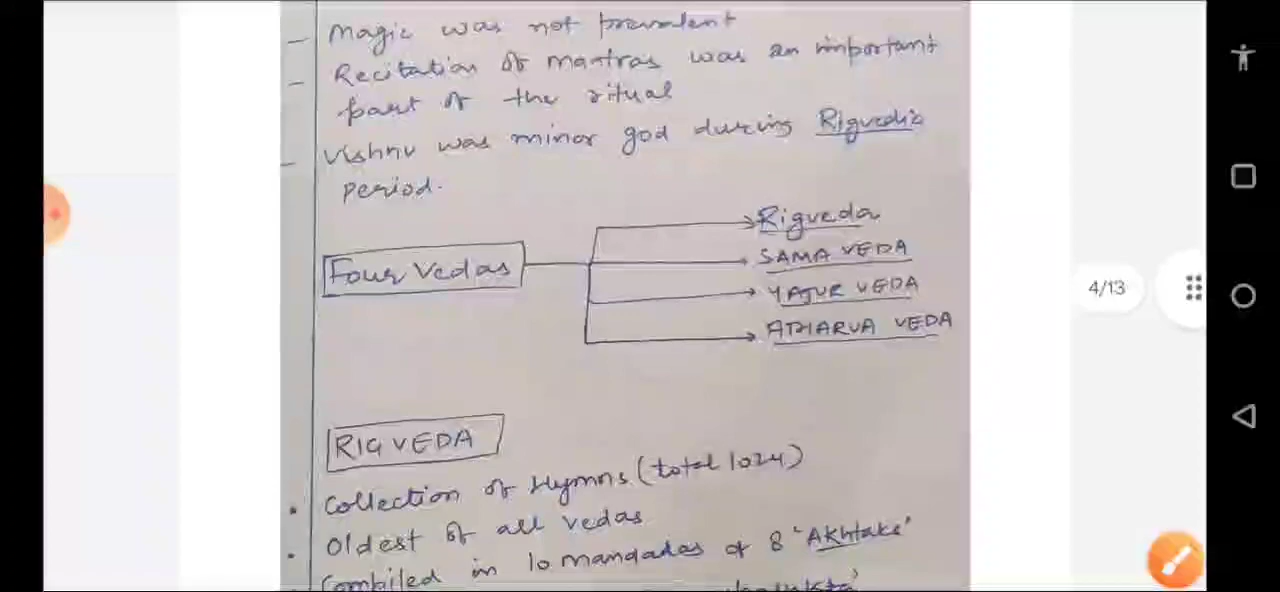 - Magic was not prevalent
- Recitation of mantras was an important
part of the ritual
- Vishnu was minor god during Rigvedic
period.
Four Vedas
Rigveda
SAMA VEDA
YAJUR VEDA
ATHARVA VEDA
4/13
RIG VEDA
• Collection of Hymns (total 1024)
• Oldest of all vedas
Compiled in 10 mandadas of 8 'Akhtaks'